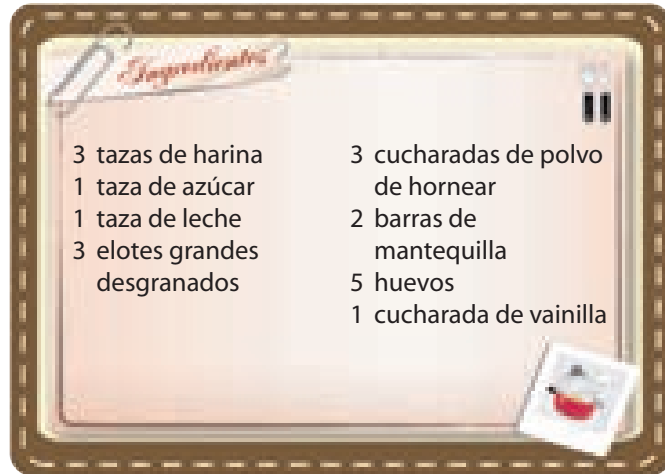 Ingredientes
3 tazas de harina
1 taza de azúcar
1 taza de leche
3 elotes grandes
desgranados
3 cucharadas de polvo
de hornear
2 barras de
mantequilla
5 huevos
1 cucharada de vainilla